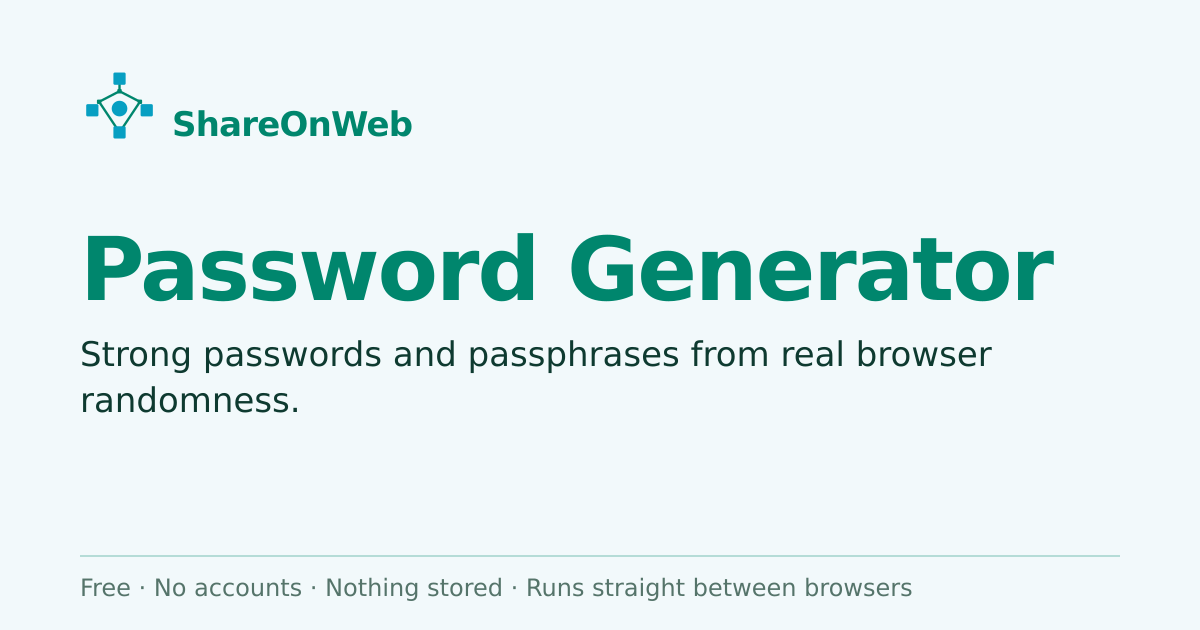 ShareOnWeb
Password Generator
Strong passwords and passphrases from real browser
randomness.
Free · No accounts · Nothing stored · Runs straight between browsers